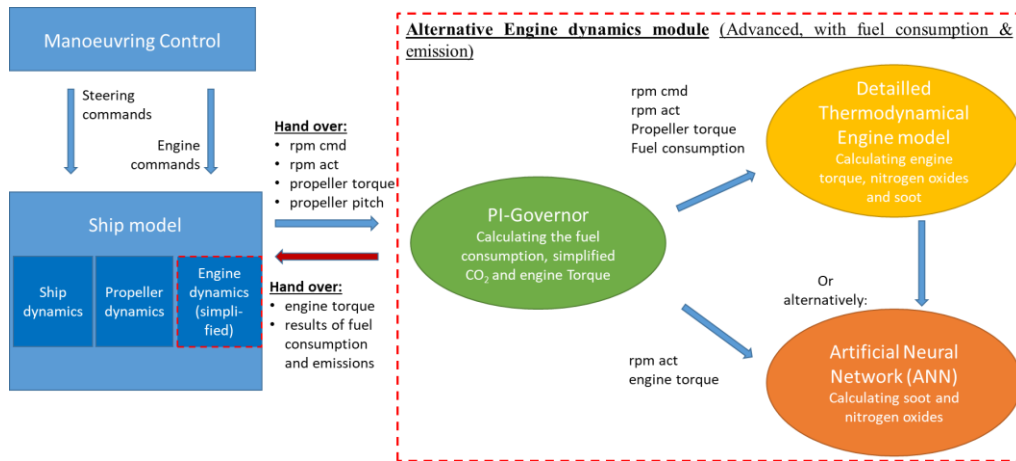 Manoeuvring Control
Steering
commands
Engine
commands
Ship model
Ship
dynamics
Propeller
dynamics
Engine
dynamics
(simpli-
fied)
Hand over:
• rpm cmd
• rpm act
• propeller torque
• propeller pitch
Hand over:
• engine torque
• results of fuel
consumption
and emissions
Alternative Engine dynamics module (Advanced, with fuel consumption &
emission)
PI-Governor
Calculating the fuel
consumption, simplified
CO₂ and engine Torque
rpm cmd
rpm act
Propeller torque
Fuel consumption
Detailled
Thermodynamical
Engine model
Calculating engine
torque, nitrogen oxides
and soot
Or
alternatively:
rpm act
engine torque
Artificial Neural
Network (ANN)
Calculating soot and
nitrogen oxides